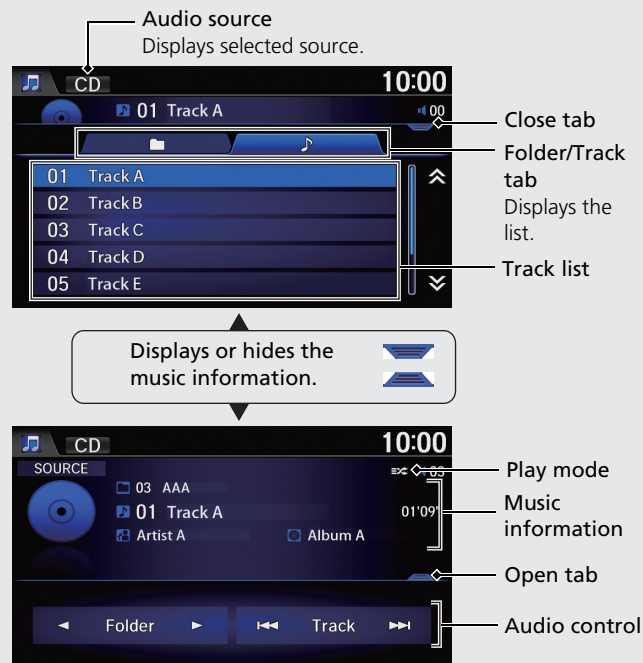 Audio source
Displays selected source.
CD
10:00
01 Track A
00
Close tab
Folder/Track
tab
Displays the
list.
01 Track A
02 Track B
03 Track C
04 Track D
05 Track E
Track list
Displays or hides the
music information.
CD
10:00
SOURCE
03
Play mode
03 AAA
01 Track A
01'09"
Music
information
Artist A
Album A
Open tab
Folder
Track
Audio control